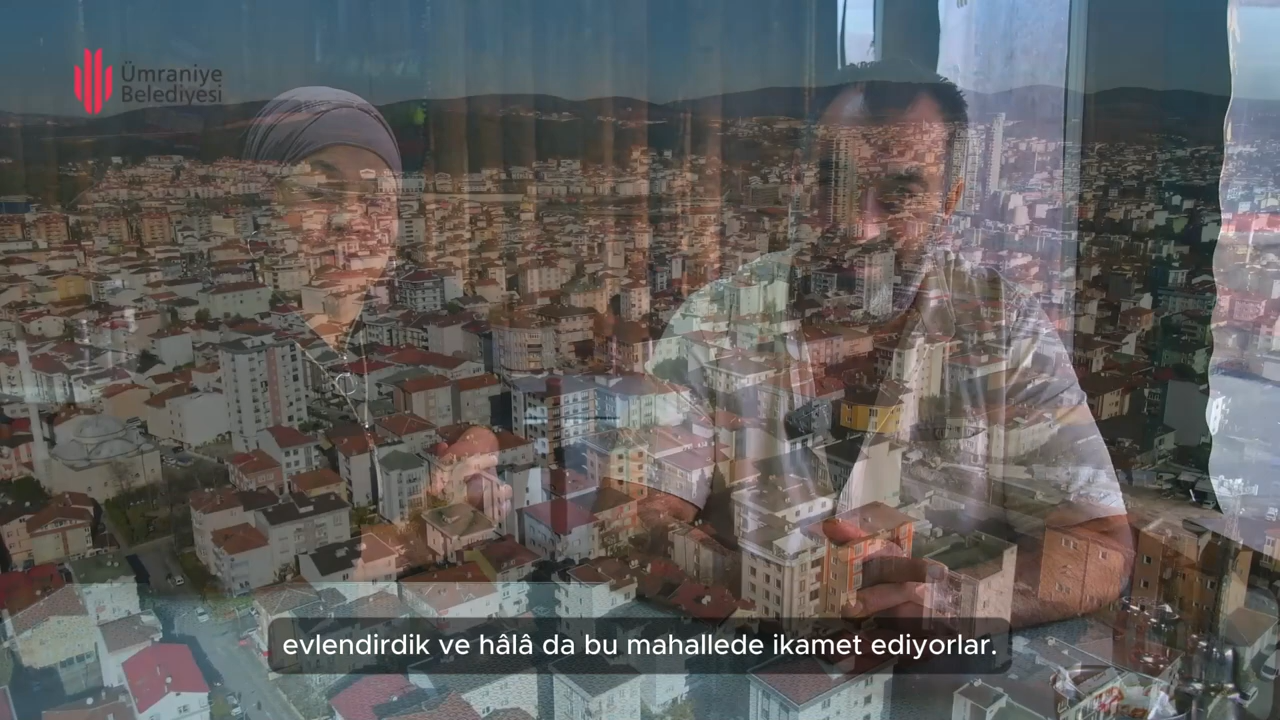 Ümraniye
Belediyesi
evlendirdik ve hâlâ da bu mahallede ikamet ediyorlar.